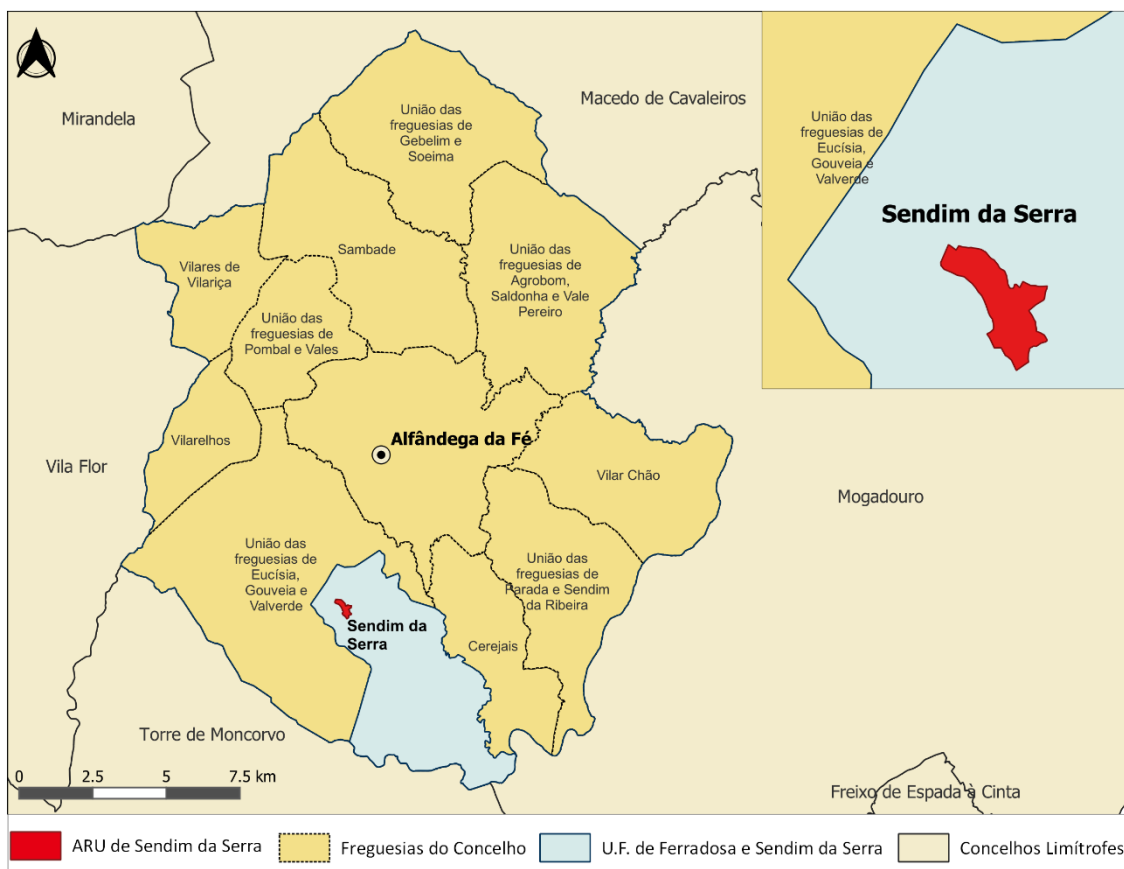 Mirandela
Macedo de Cavaleiros
União das
freguesias de
Gebelim e
Soeima
Sambade
Vilares de
Vilariça
União das
freguesias de
Agrobom,
Saldonha e Vale
Pereiro
União das
freguesias de
Pombal e Vales
Alfândega da Fé
Vilarelhos
Vila Flor
Vilar Chão
Mogadouro
União das
freguesias de
Eucísia,
Gouveia e
Valverde
União das
freguesias de
Parada e Sendim
da Ribeira
Sendim da
Serra
Cerejais
Torre de Moncorvo
Freixo de Espada à Cinta
0 2.5 5 7.5 km
União das
freguesias de
Eucísia,
Gouveia e
Valverde
Sendim da Serra
ARU de Sendim da Serra
Freguesias do Concelho
U.F. de Ferradosa e Sendim da Serra
Concelhos Limítrofes